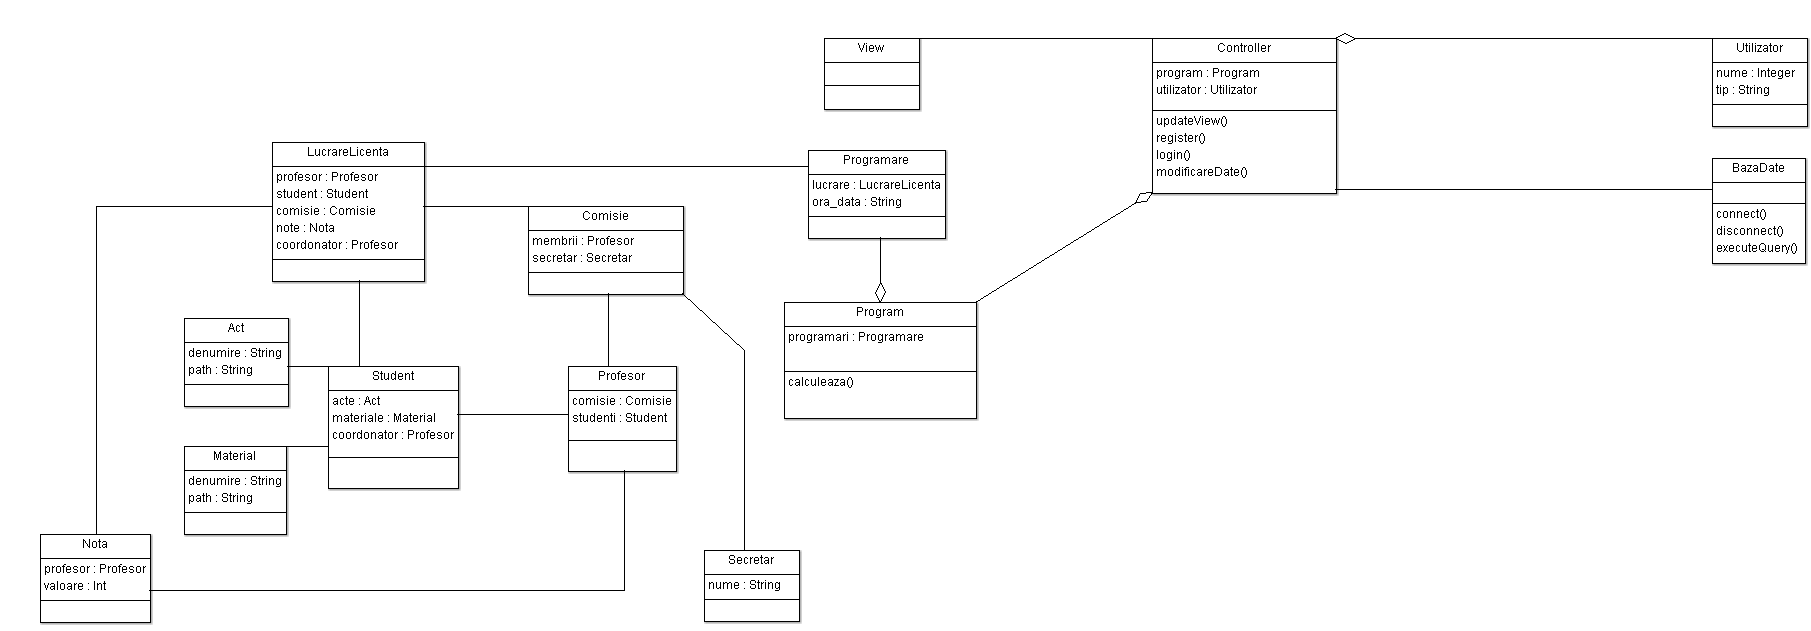 View
Controller
program : Program
utilizator : Utilizator
updateView()
register()
login()
modificareDate()
Utilizator
nume : Integer
tip : String
BazaDate
connect()
disconnect()
executeQuery()
LucrareLicenta
profesor : Profesor
student : Student
comisie : Comisie
note : Nota
coordonator : Profesor
Programare
lucrare : LucrareLicenta
ora_data : String
Comisie
membrii : Profesor
secretar : Secretar
Program
programari : Programare
calculeaza()
Act
denumire : String
path : String
Student
acte : Act
materiale : Material
coordonator : Profesor
Profesor
comisie : Comisie
studenti : Student
Material
denumire : String
path : String
Nota
profesor : Profesor
valoare : Int
Secretar
nume : String